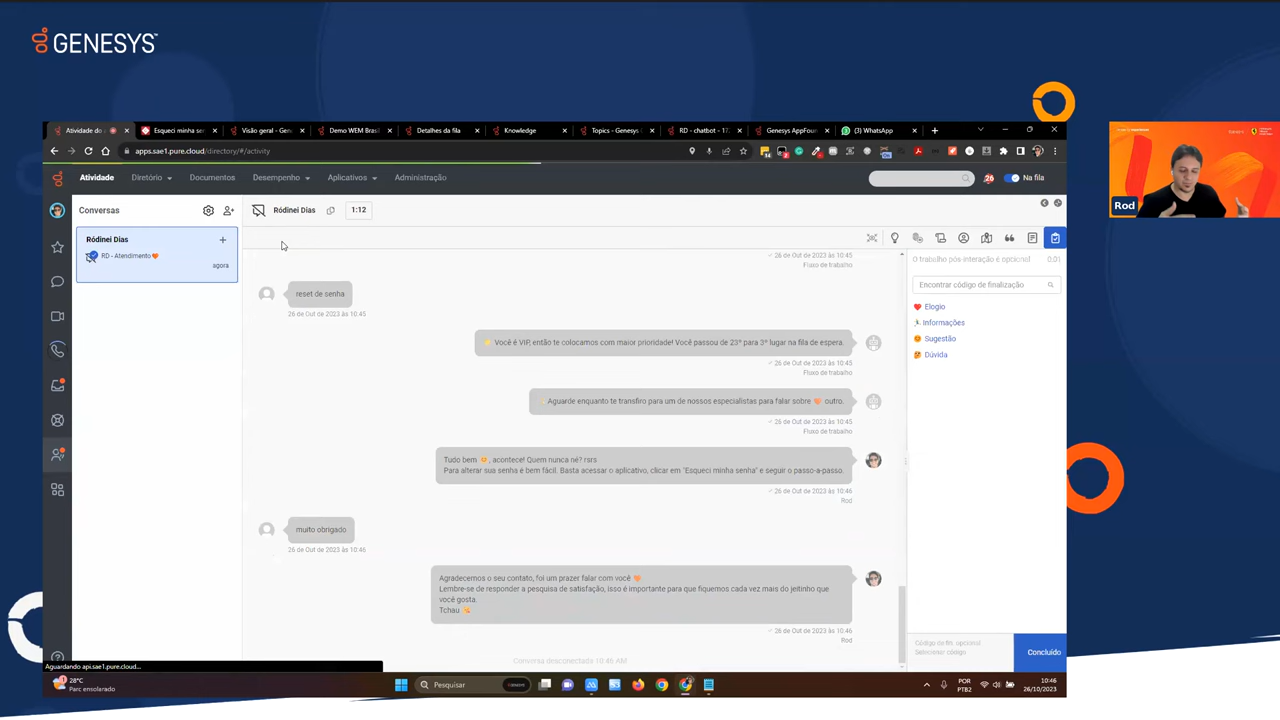 GENESYS
Atividade do
Esqueci minha se
Visão geral - Gen
Demo WEM Bras
Detalhes da fila
Knowledge
Topics - Genesys
RD - chatbot - 17
Genesys AppFoun
(3) WhatsApp
apps.sae1.pure.cloud/directory/#/activity
Atividade
Diretório
Documentos
Desempenho
Aplicativos
Administração
26
Na fila
Conversas
Ródinei Dias
1:12
Ródinei Dias
RD - Atendimento
agora
26 de Out de 2023 às 10:45
Fluxo de trabalho
reset de senha
26 de Out de 2023 às 10:45
Você é VIP, então te colocamos com maior prioridade! Você passou de 23º para 3º lugar na fila de espera.
26 de Out de 2023 às 10:45
Fluxo de trabalho
Aguarde enquanto te transfiro para um de nossos especialistas para falar sobre 🧡 outro.
26 de Out de 2023 às 10:45
Fluxo de trabalho
Tudo bem 😊, acontece! Quem nunca né? rsrs
Para alterar sua senha é bem fácil. Basta acessar o aplicativo, clicar em "Esqueci minha senha" e seguir o passo-a-passo.
26 de Out de 2023 às 10:46
Rod
muito obrigado
26 de Out de 2023 às 10:46
Agradecemos o seu contato, foi um prazer falar com você 🧡
Lembre-se de responder a pesquisa de satisfação, isso é importante para que fiquemos cada vez mais do jeitinho que
você gosta.
Tchau
26 de Out de 2023 às 10:46
Rod
Conversa desconectada 10:46 AM
O trabalho pós-interação é opcional
0:01
Encontrar código de finalização
Elogio
Informações
Sugestão
Dúvida
Código de fin. opcional
Selecionar código
Concluído
Aguardando api.sae1.pure.cloud...
28°C
Parc ensolarado
Pesquisar
POR
PTB2
10:46
26/10/2023
Rod